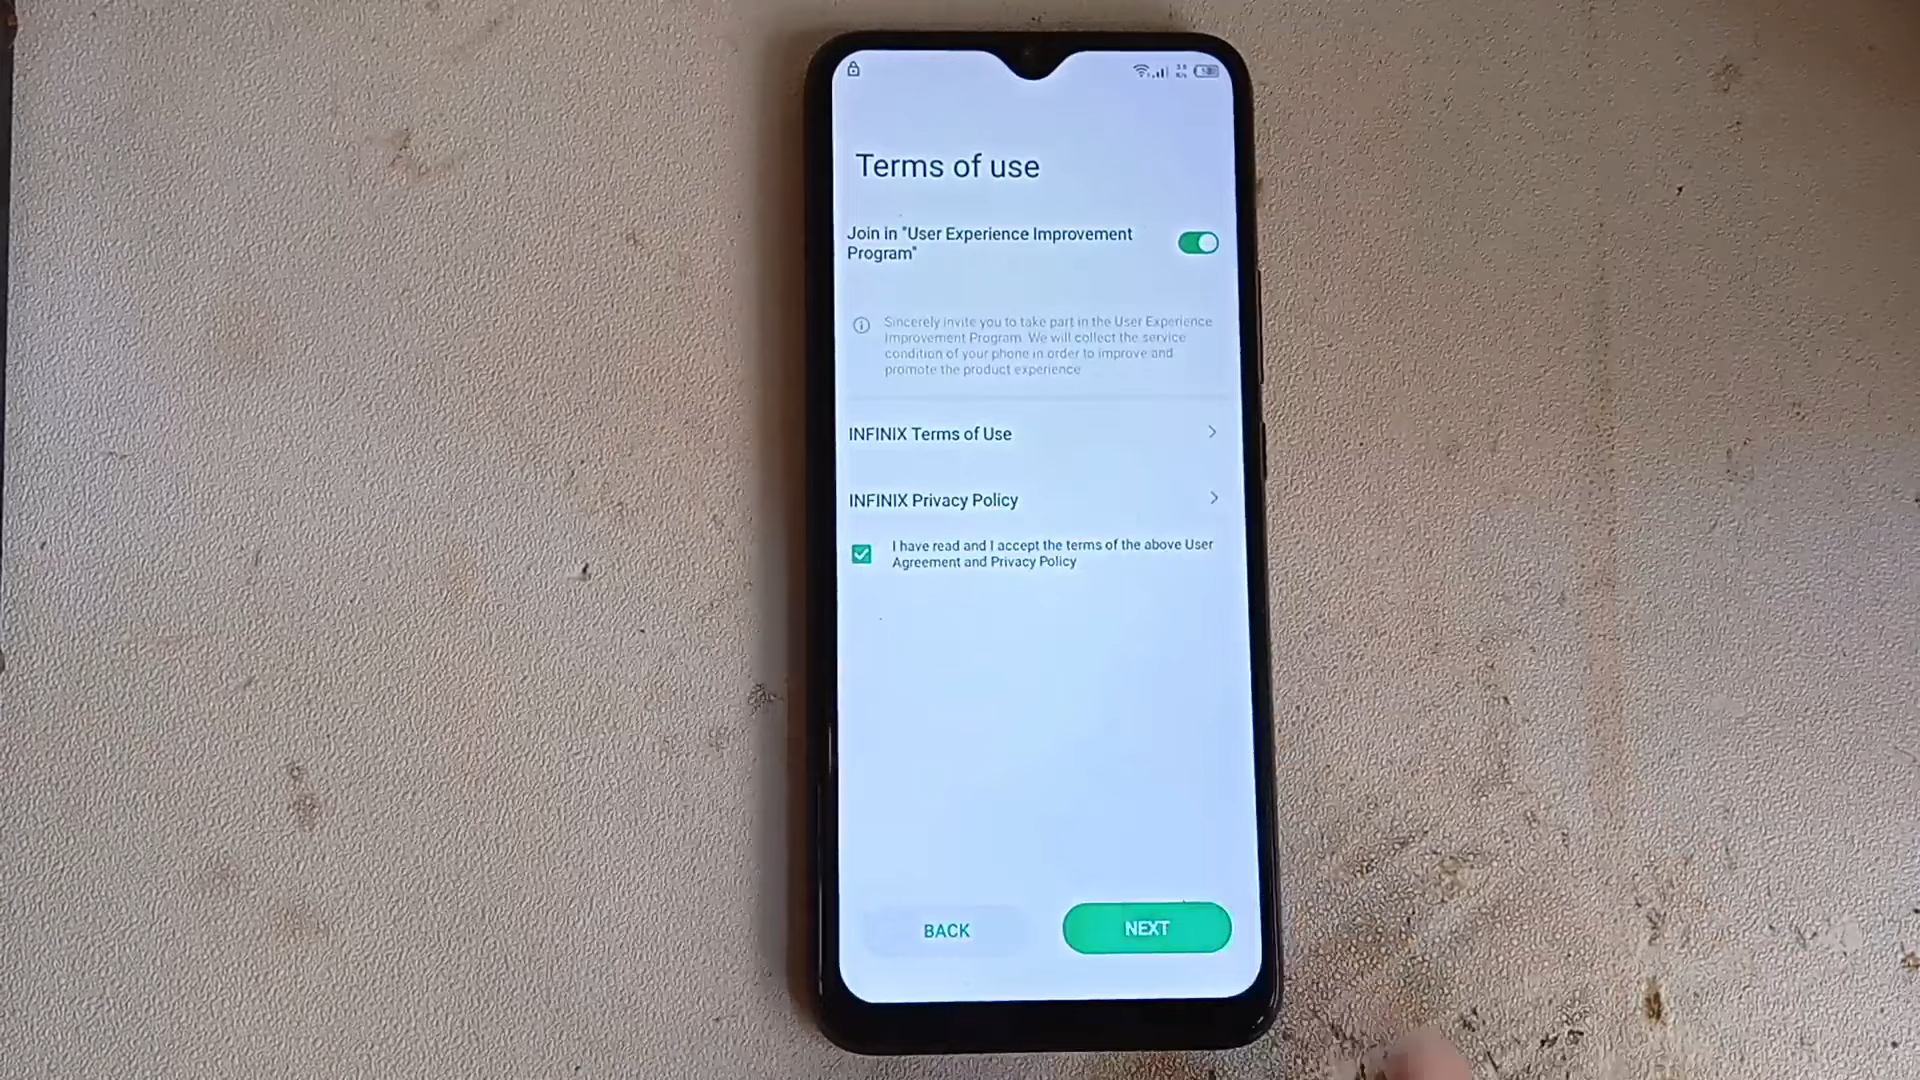 Terms of use
Join in "User Experience Improvement
Program"
Sincerely invite you to take part in the User Experience
Improvement Program. We will collect the service
condition of your phone in order to improve and
promote the product experience
INFINIX Terms of Use
INFINIX Privacy Policy
I have read and I accept the terms of the above User
Agreement and Privacy Policy
BACK
NEXT